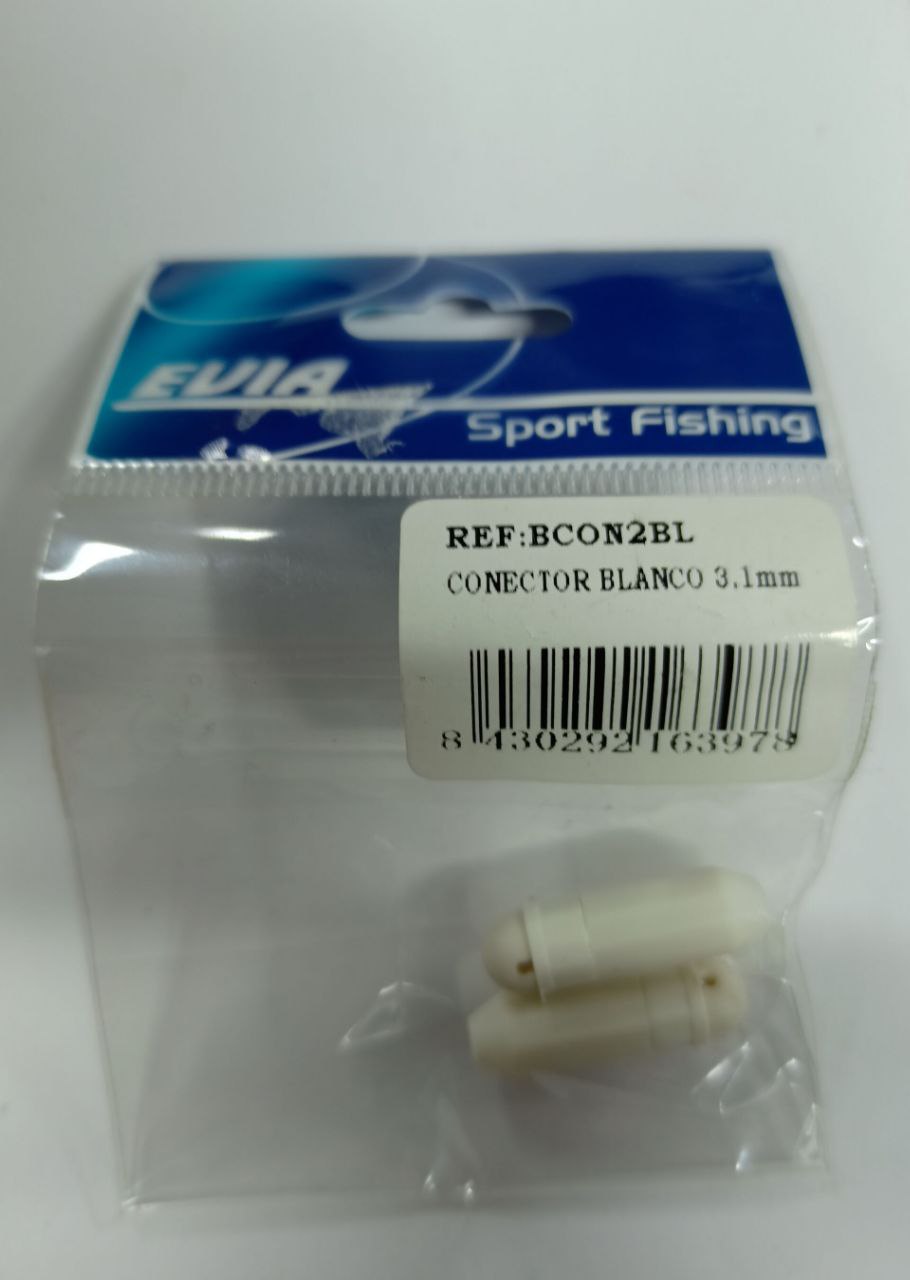 EVIA
Sport Fishing
REF:BCON2BL
CONECTOR BLANCO 3.1mm
8 430292 163978